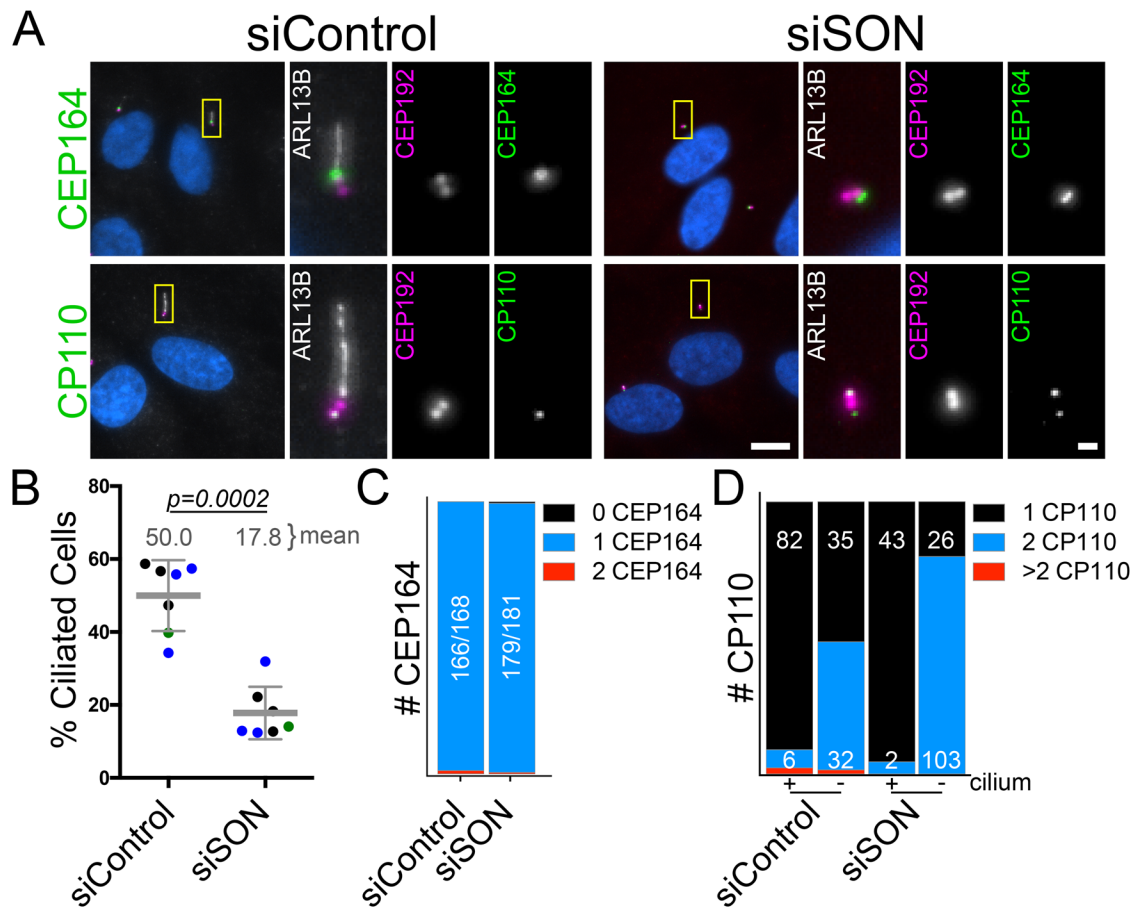 A
siControl
siSON
CEP164
ARL13B
CEP192
CEP164
ARL13B
CEP192
CEP164
CP110
ARL13B
CEP192
CP110
ARL13B
CEP192
CP110
B
% Ciliated Cells
80
60
40
20
0
p=0.0002
50.0
17.8
}mean
siControl
siSON
C
# CEP164
166/168
179/181
0 CEP164
1 CEP164
2 CEP164
siControl
siSON
D
# CP110
82
35
43
26
6
32
2
103
1 CP110
2 CP110
>2 CP110
+
-
+
-
cilium
siControl
siSON